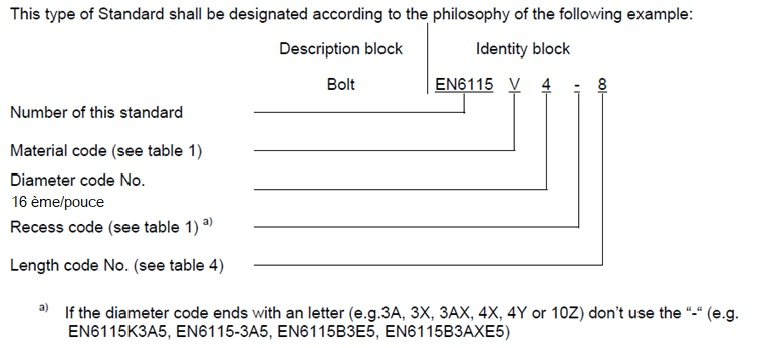 This type of Standard shall be designated according to the philosophy of the following example:
Description block Identity block
Bolt EN6115 V 4 - 8
Number of this standard
Material code (see table 1)
Diameter code No.
16 ème/pouce
Recess code (see table 1) a)
Length code No. (see table 4)
a) If the diameter code ends with an letter (e.g.3A, 3X, 3AX, 4X, 4Y or 10Z) don’t use the “-“ (e.g.
EN6115K3A5, EN6115-3A5, EN6115B3E5, EN6115B3AXE5)